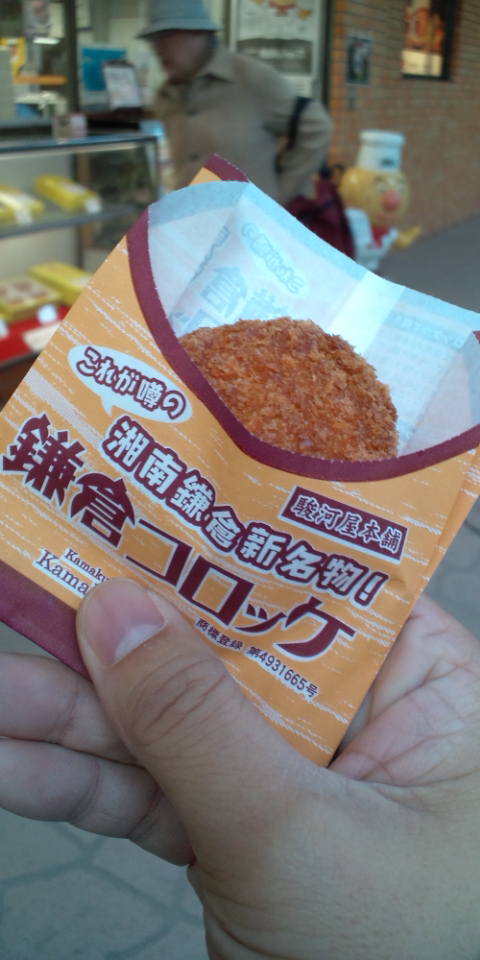 これが噂の
湘南鎌倉新名物!
駿河屋本舗
鎌倉コロッケ
商標登録 第4931665号